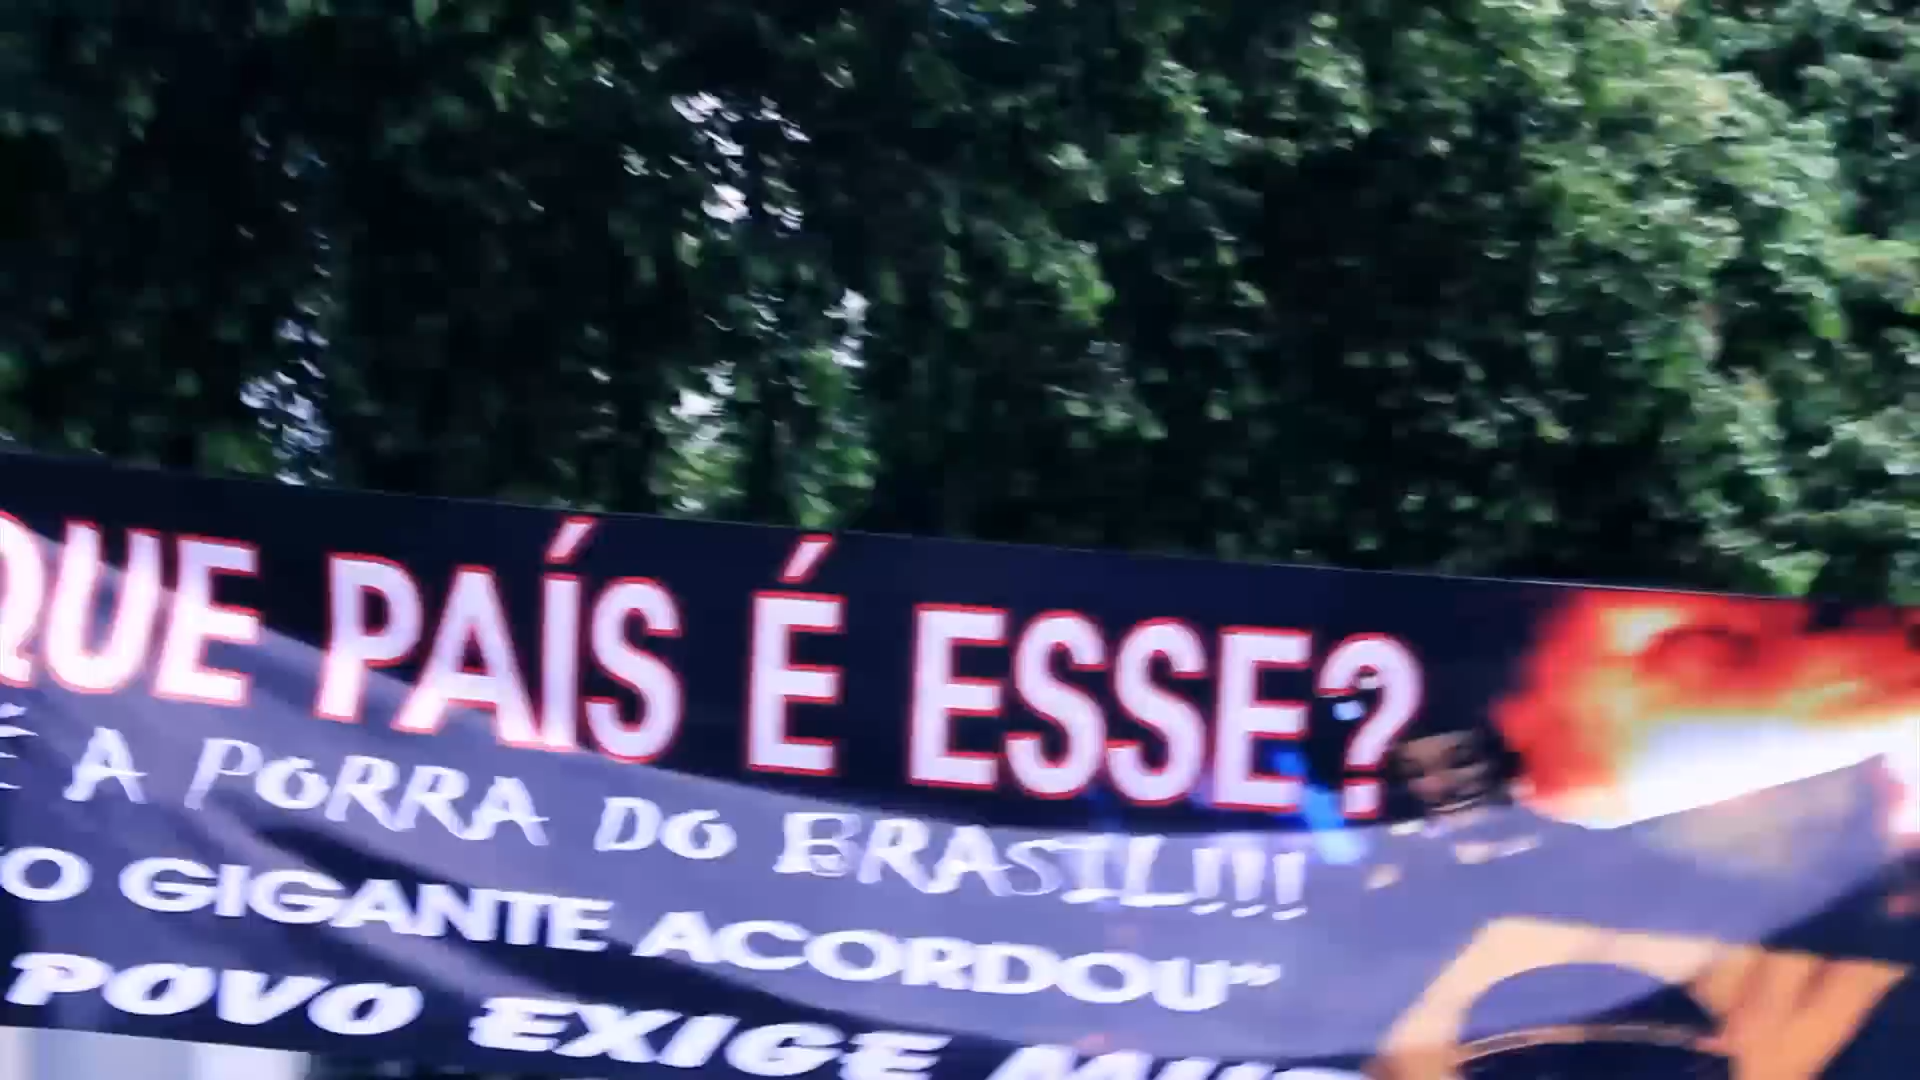 QUE PAÍS É ESSE?
É A PORRA DO BRASIL!!!
O GIGANTE ACORDOU"
POVO EXIGE